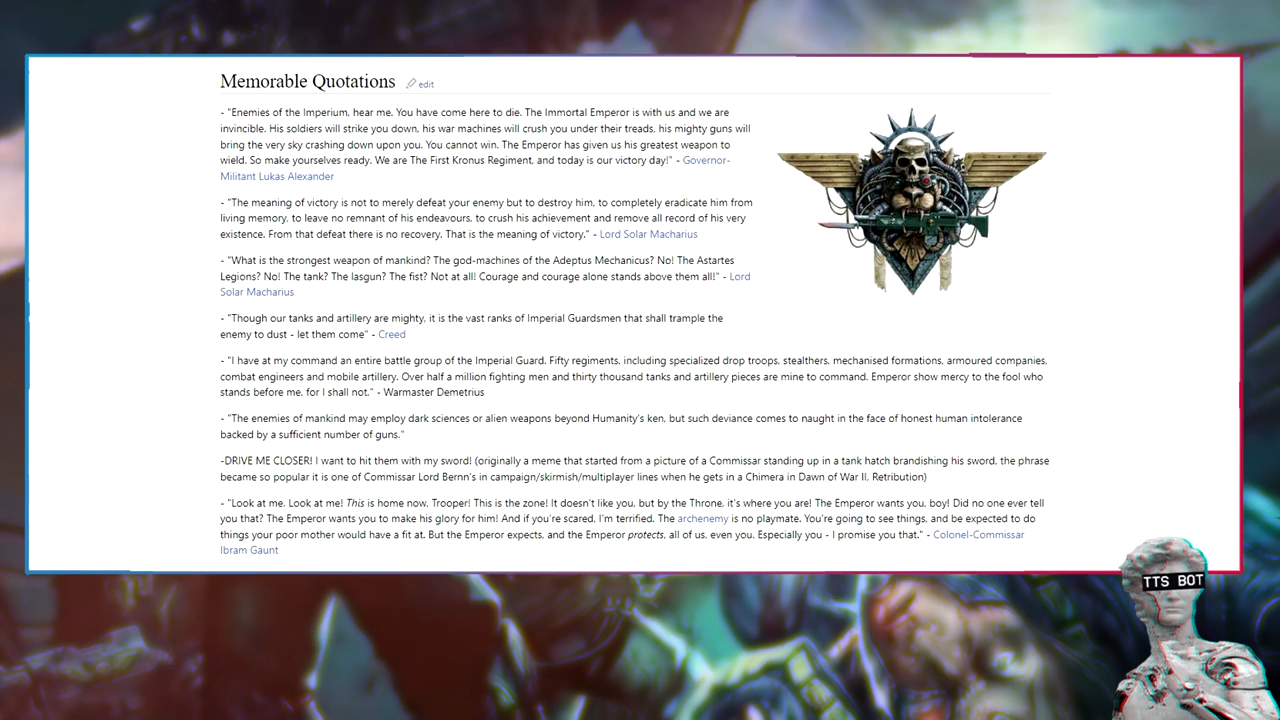 Memorable Quotations edit
- "Enemies of the Imperium, hear me. You have come here to die. The Immortal Emperor is with us and we are
invincible. His soldiers will strike you down, his war machines will crush you under their treads, his mighty guns will
bring the very sky crashing down upon you. You cannot win. The Emperor has given us his greatest weapon to
wield. So make yourselves ready. We are The First Kronus Regiment, and today is our victory day!" - Governor-
Militant Lukas Alexander
- "The meaning of victory is not to merely defeat your enemy but to destroy him, to completely eradicate him from
living memory, to leave no remnant of his endeavours, to crush his achievement and remove all record of his very
existence. From that defeat there is no recovery. That is the meaning of victory." - Lord Solar Macharius
- "What is the strongest weapon of mankind? The god-machines of the Adeptus Mechanicus? No! The Astartes
Legions? No! The tank? The lasgun? The fist? Not at all! Courage and courage alone stands above them all!" - Lord
Solar Macharius
- "Though our tanks and artillery are mighty, it is the vast ranks of Imperial Guardsmen that shall trample the
enemy to dust - let them come" - Creed
- "I have at my command an entire battle group of the Imperial Guard. Fifty regiments, including specialized drop troops, stealthers, mechanised formations, armoured companies,
combat engineers and mobile artillery. Over half a million fighting men and thirty thousand tanks and artillery pieces are mine to command. Emperor show mercy to the fool who
stands before me, for I shall not." - Warmaster Demetrius
- "The enemies of mankind may employ dark sciences or alien weapons beyond Humanity's ken, but such deviance comes to naught in the face of honest human intolerance
backed by a sufficient number of guns."
-DRIVE ME CLOSER! I want to hit them with my sword! (originally a meme that started from a picture of a Commissar standing up in a tank hatch brandishing his sword, the phrase
became so popular it is one of Commissar Lord Bernn's in campaign/skirmish/multiplayer lines when he gets in a Chimera in Dawn of War II, Retribution)
- "Look at me. Look at me! This is home now, Trooper! This is the zone! It doesn't like you, but by the Throne, it's where you are! The Emperor wants you, boy! Did no one ever tell
you that? The Emperor wants you to make his glory for him! And if you're scared, I'm terrified. The archenemy is no playmate. You're going to see things, and be expected to do
things your poor mother would have a fit at. But the Emperor expects, and the Emperor protects, all of us, even you. Especially you - I promise you that." - Colonel-Commissar
Ibram Gaunt
TTS BOT